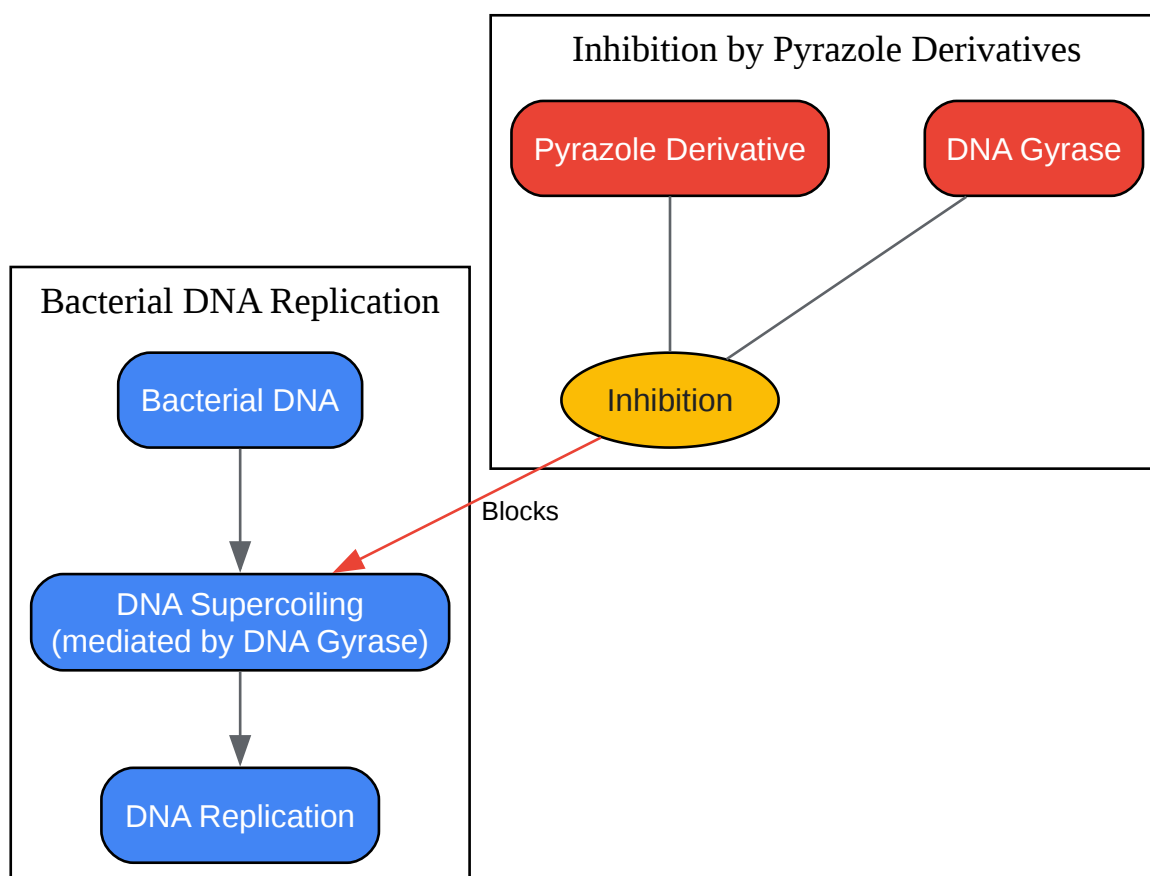 Inhibition by Pyrazole Derivatives
Pyrazole Derivative
DNA Gyrase
Inhibition
Blocks
Bacterial DNA Replication
Bacterial DNA
DNA Supercoiling
(mediated by DNA Gyrase)
DNA Replication